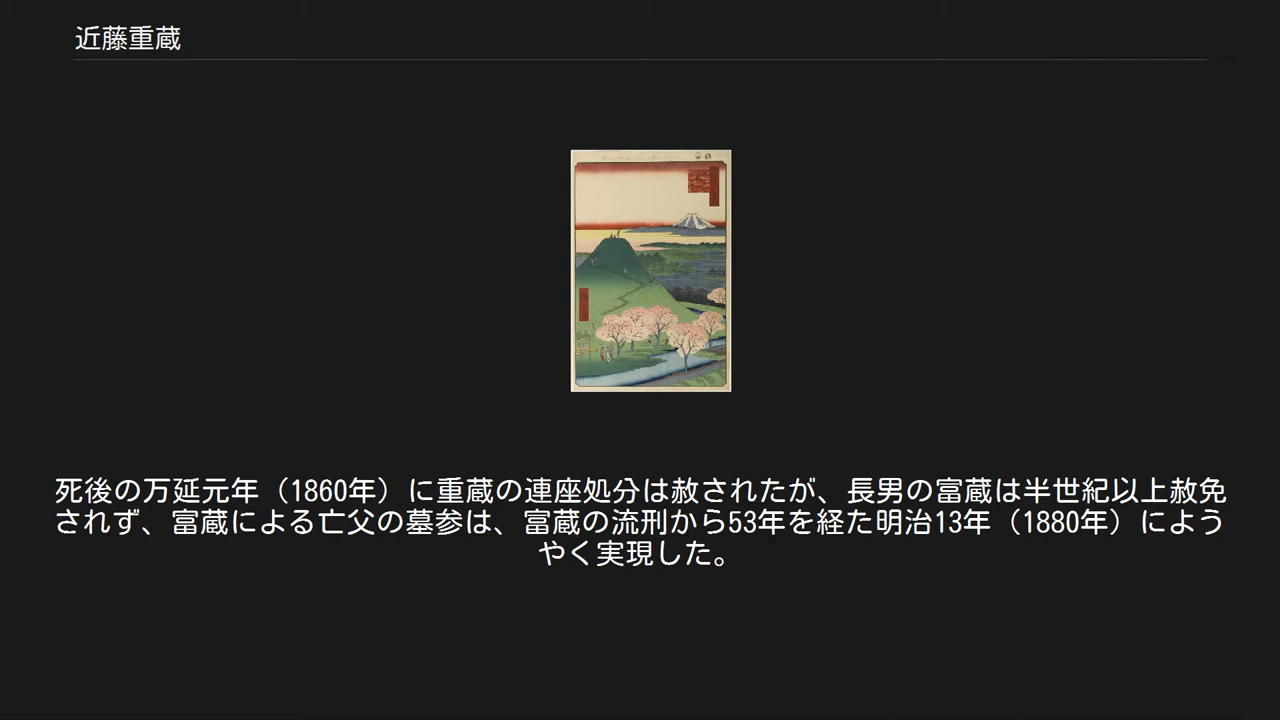 近藤重蔵
死後の万延元年（1860年）に重蔵の連座処分は赦されたが、長男の富蔵は半世紀以上赦免
されず、富蔵による亡父の墓参は、富蔵の流刑から53年を経た明治13年（1880年）によう
やく実現した。